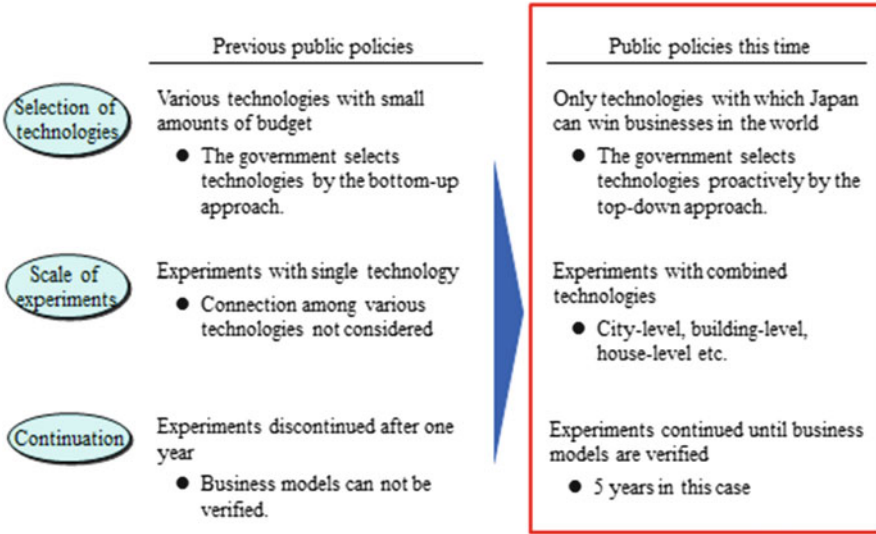 Previous public policies
Public policies this time
Selection of
technologies
Various technologies with small
amounts of budget
● The government selects
technologies by the bottom-up
approach.
Only technologies with which Japan
can win businesses in the world
● The government selects
technologies proactively by the
top-down approach.
Scale of
experiments
Experiments with single technology
● Connection among various
technologies not considered
Experiments with combined
technologies
● City-level, building-level,
house-level etc.
Continuation
Experiments discontinued after one
year
● Business models can not be
verified.
Experiments continued until business
models are verified
● 5 years in this case